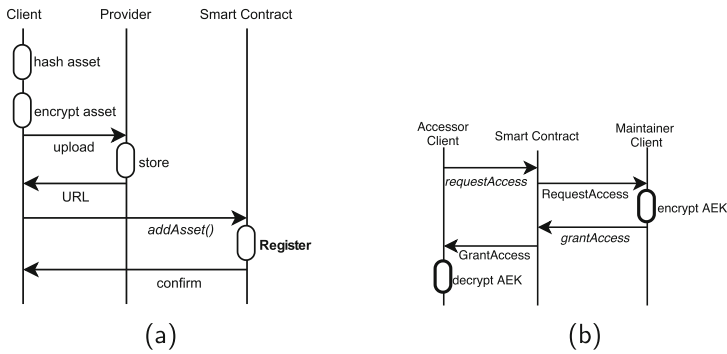 Client
Provider
Smart Contract
hash asset
encrypt asset
upload
store
URL
addAsset()
Register
confirm
(a)
Accessor
Client
Smart Contract
Maintainer
Client
requestAccess
RequestAccess
encrypt AEK
grantAccess
GrantAccess
decrypt AEK
(b)